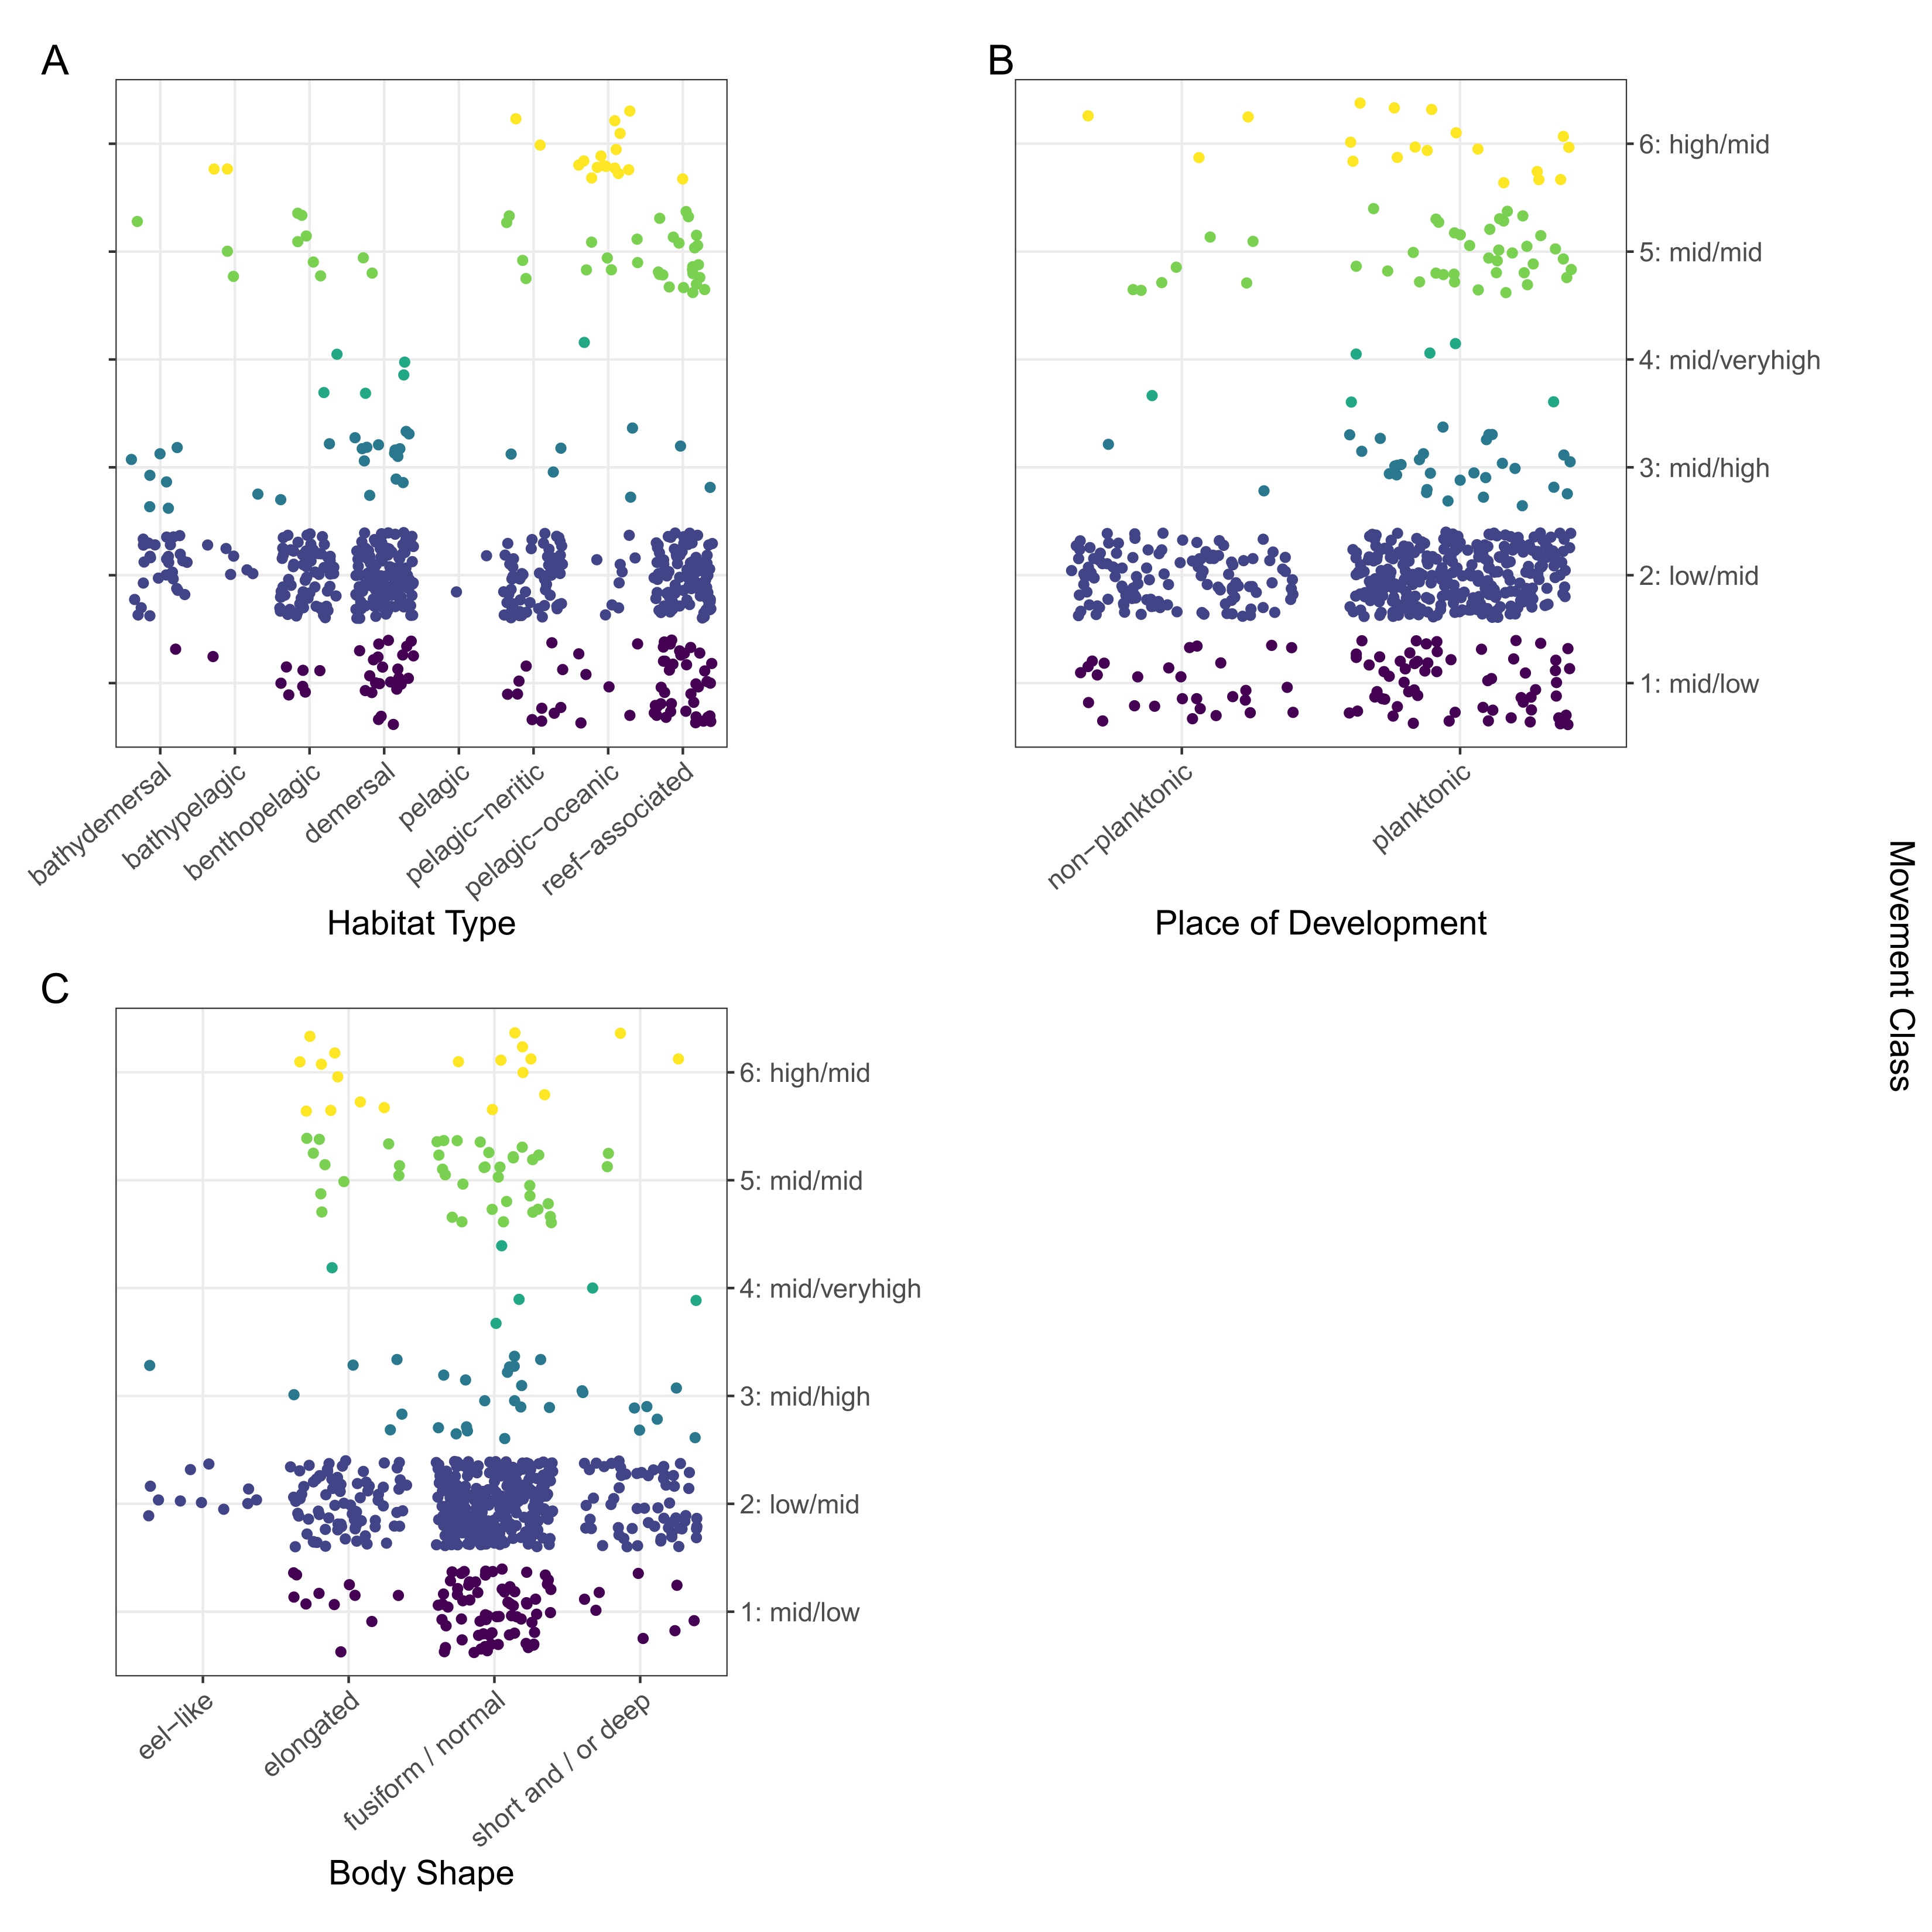 A
B
6: high/mid
5: mid/mid
4: mid/veryhigh
3: mid/high
2: low/mid
1: mid/low
bathydemersal
bathypelagic
benthopelagic
demersal
pelagic
pelagic−neritic
pelagic−oceanic
reef−associated
Habitat Type
non−planktonic
planktonic
Place of Development
Movement Class
C
6: high/mid
5: mid/mid
4: mid/veryhigh
3: mid/high
2: low/mid
1: mid/low
eel−like
elongated
fusiform / normal
short and / or deep
Body Shape